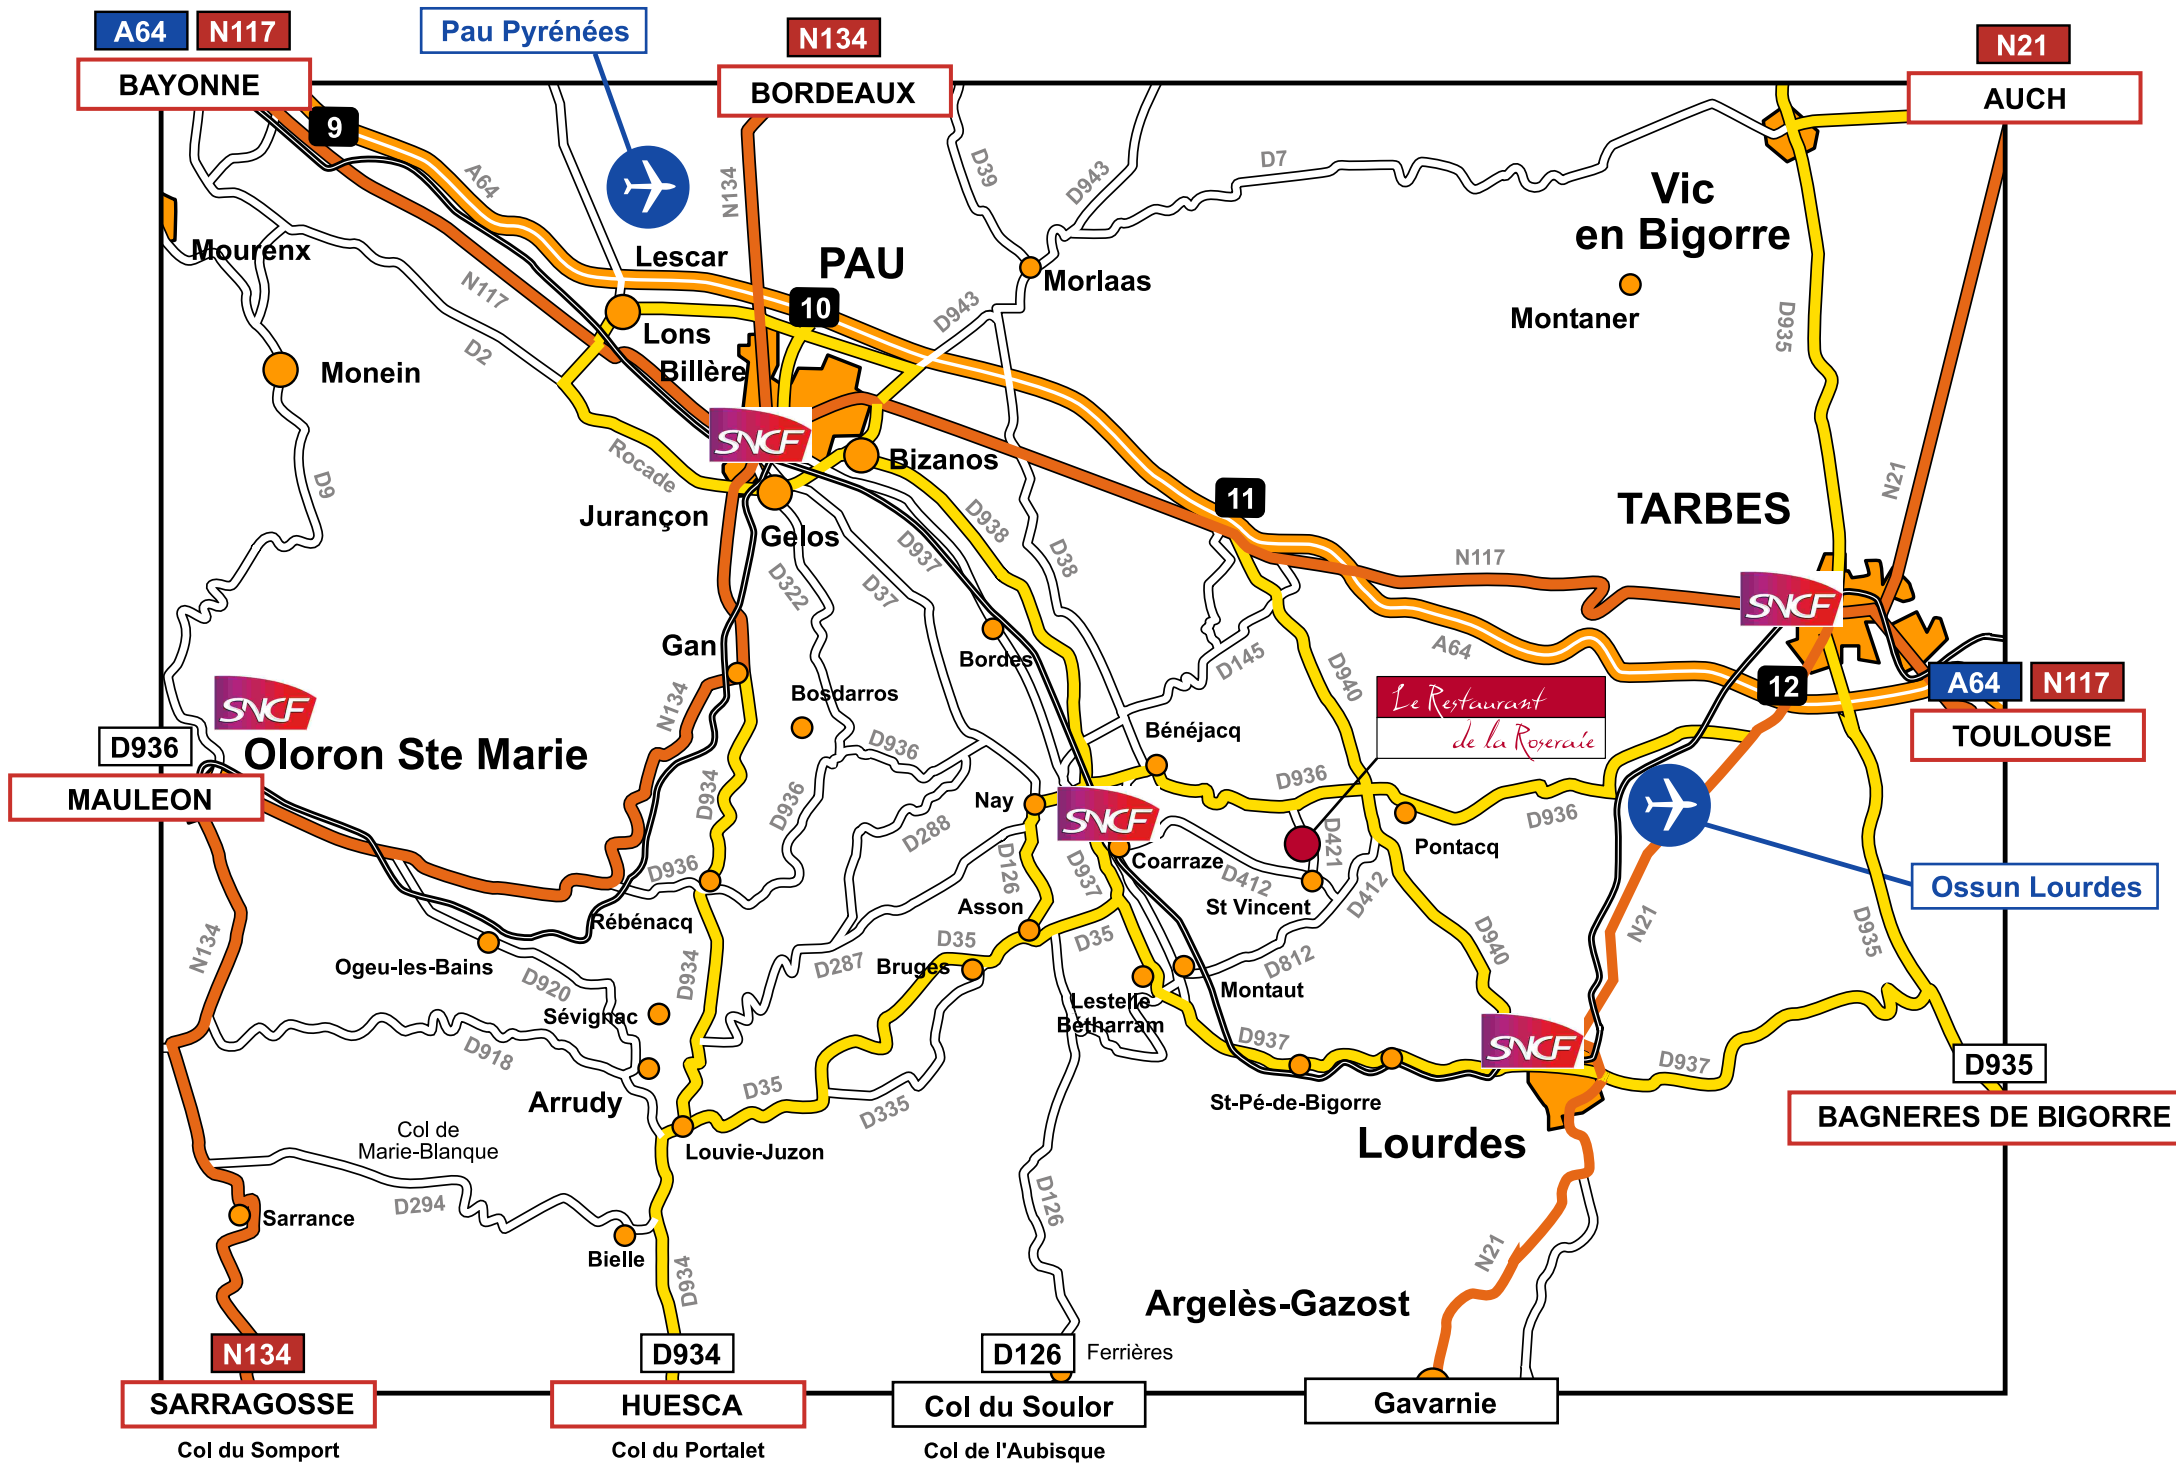 A64
N117
BAYONNE
Pau Pyrénées
N134
BORDEAUX
N21
AUCH
9
A64
N134
D39
D943
D7
Vic
en Bigorre
Mourenx
Lescar
PAU
Morlaas
N117
10
D943
Montaner
D935
Lons
D2
Billère
Monein
SNCF
Rocade
Bizanos
D9
Jurançon
Gelos
D937
D938
D38
11
TARBES
N21
N117
D322
D37
SNCF
Gan
Bordes
D145
D940
A64
N134
Bosdarros
SNCF
12
A64
N117
TOULOUSE
Le Restaurant
de la Roseraie
D936
Oloron Ste Marie
MAULEON
D936
Bénéjacq
D934
D936
Nay
SNCF
D936
D936
D288
D126
D937
Coarraze
D421
Pontacq
D936
Rébénacq
D412
St Vincent
D412
Ossun Lourdes
Asson
N134
D35
D35
N21
D935
Ogeu-les-Bains
D920
D934
D287
Bruges
D812
D940
Sévignac
Lestelle
Bétharram
Montaut
D918
D937
SNCF
D937
D935
Arrudy
D35
D335
St-Pé-de-Bigorre
BAGNERES DE BIGORRE
Col de
Marie-Blanque
Louvie-Juzon
Lourdes
D294
Sarrance
D126
Bielle
D934
N21
Argelès-Gazost
N134
D934
D126
Ferrières
SARRAGOSSE
HUESCA
Col du Soulor
Gavarnie
Col du Somport
Col du Portalet
Col de l'Aubisque